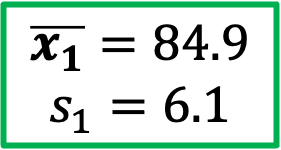 x̅₁ = 84.9
s₁ = 6.1